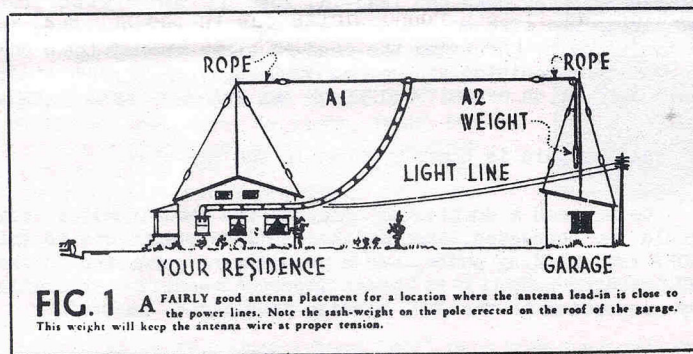 ROPE
ROPE
A1
A2
WEIGHT
LIGHT LINE
YOUR RESIDENCE
GARAGE
FIG. 1 A FAIRLY good antenna placement for a location where the antenna lead-in is close to
the power lines. Note the sash-weight on the pole erected on the roof of the garage.
This weight will keep the antenna wire at proper tension.